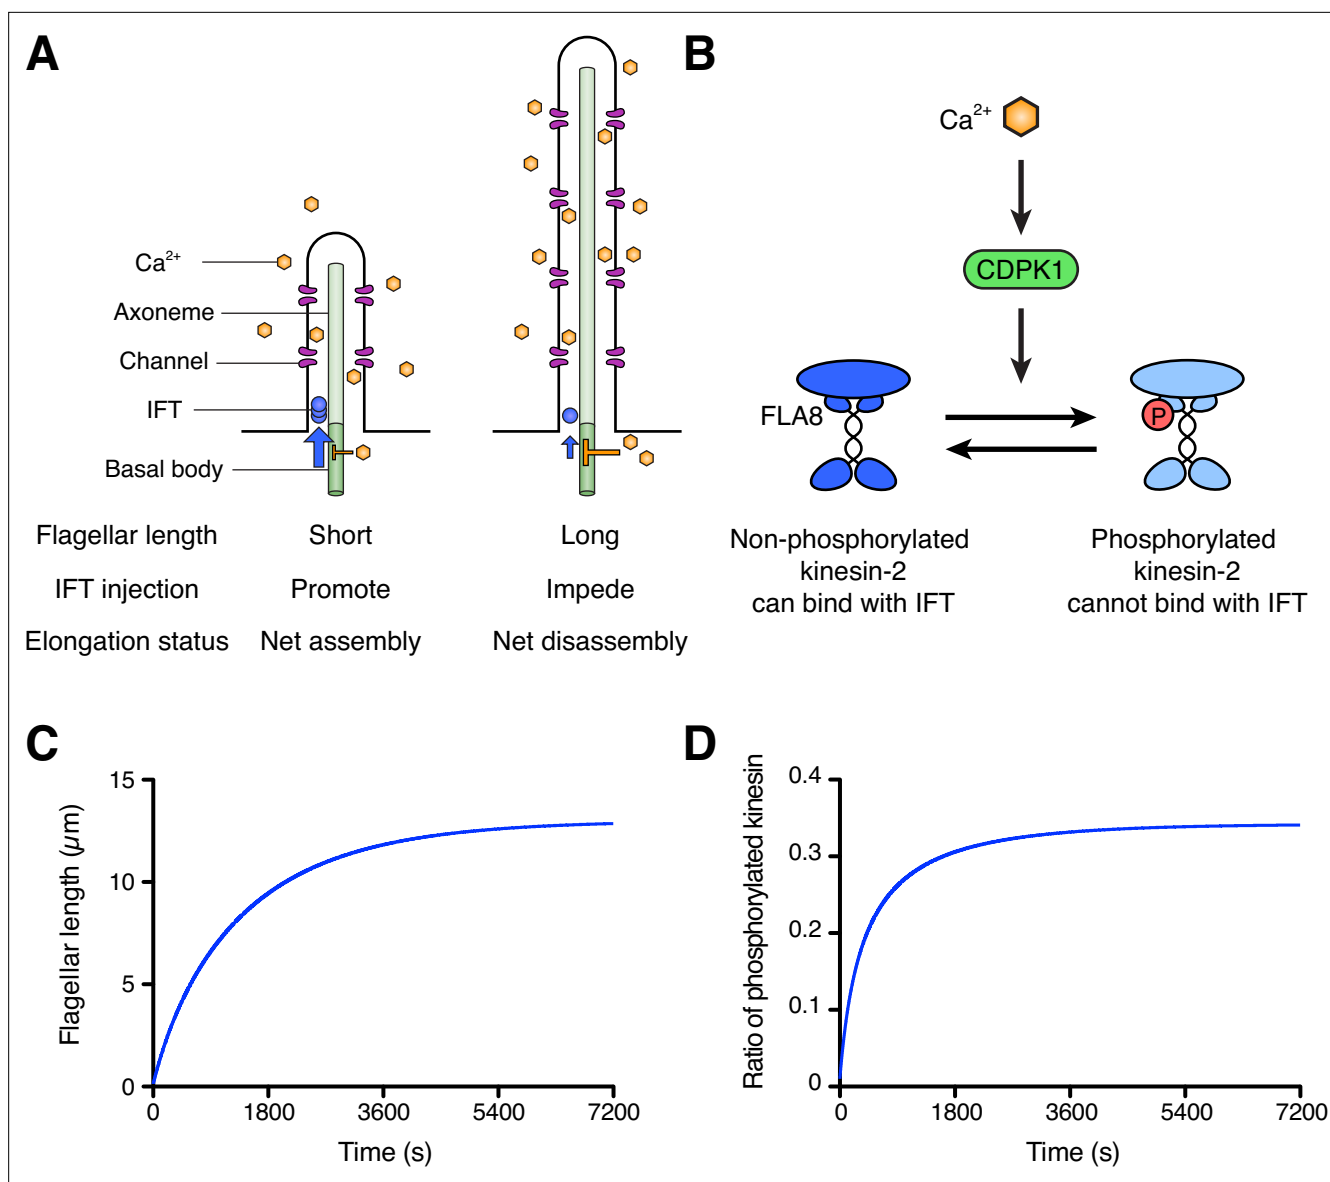 A
Ca²⁺
Axoneme
Channel
IFT
Basal body
Flagellar length Short Long
IFT injection Promote Impede
Elongation status Net assembly Net disassembly
B
Ca²⁺
CDPK1
FLA8
P
Non-phosphorylated
kinesin-2
can bind with IFT
Phosphorylated
kinesin-2
cannot bind with IFT
C
Flagellar length (µm)
15
10
5
0
0 1800 3600 5400 7200
Time (s)
D
Ratio of phosphorylated kinesin
0.4
0.3
0.2
0.1
0
0 1800 3600 5400 7200
Time (s)